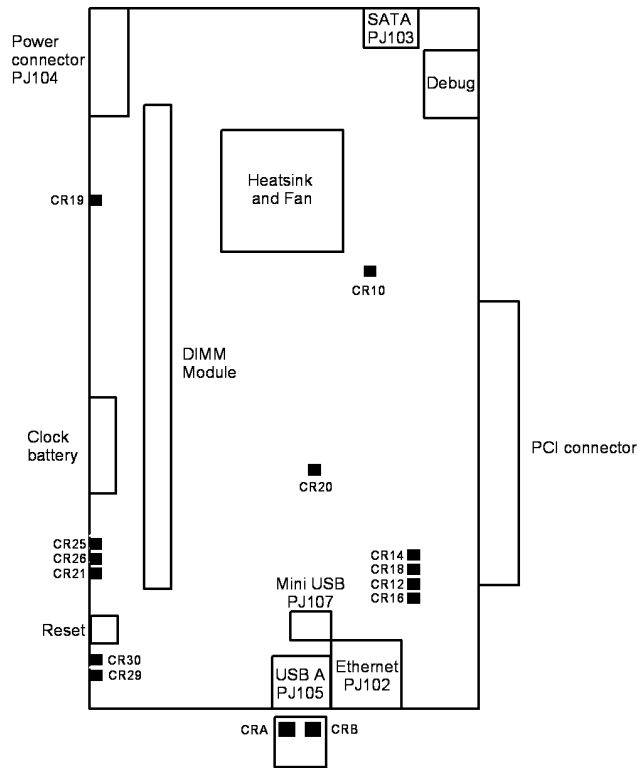 Power
connector
PJ104
SATA
PJ103
Debug
Heatsink
and Fan
CR19
CR10
DIMM
Module
Clock
battery
PCI connector
CR20
CR25
CR26
CR21
CR14
CR18
CR12
CR16
Mini USB
PJ107
Reset
CR30
CR29
USB A
PJ105
Ethernet
PJ102
CRA
CRB